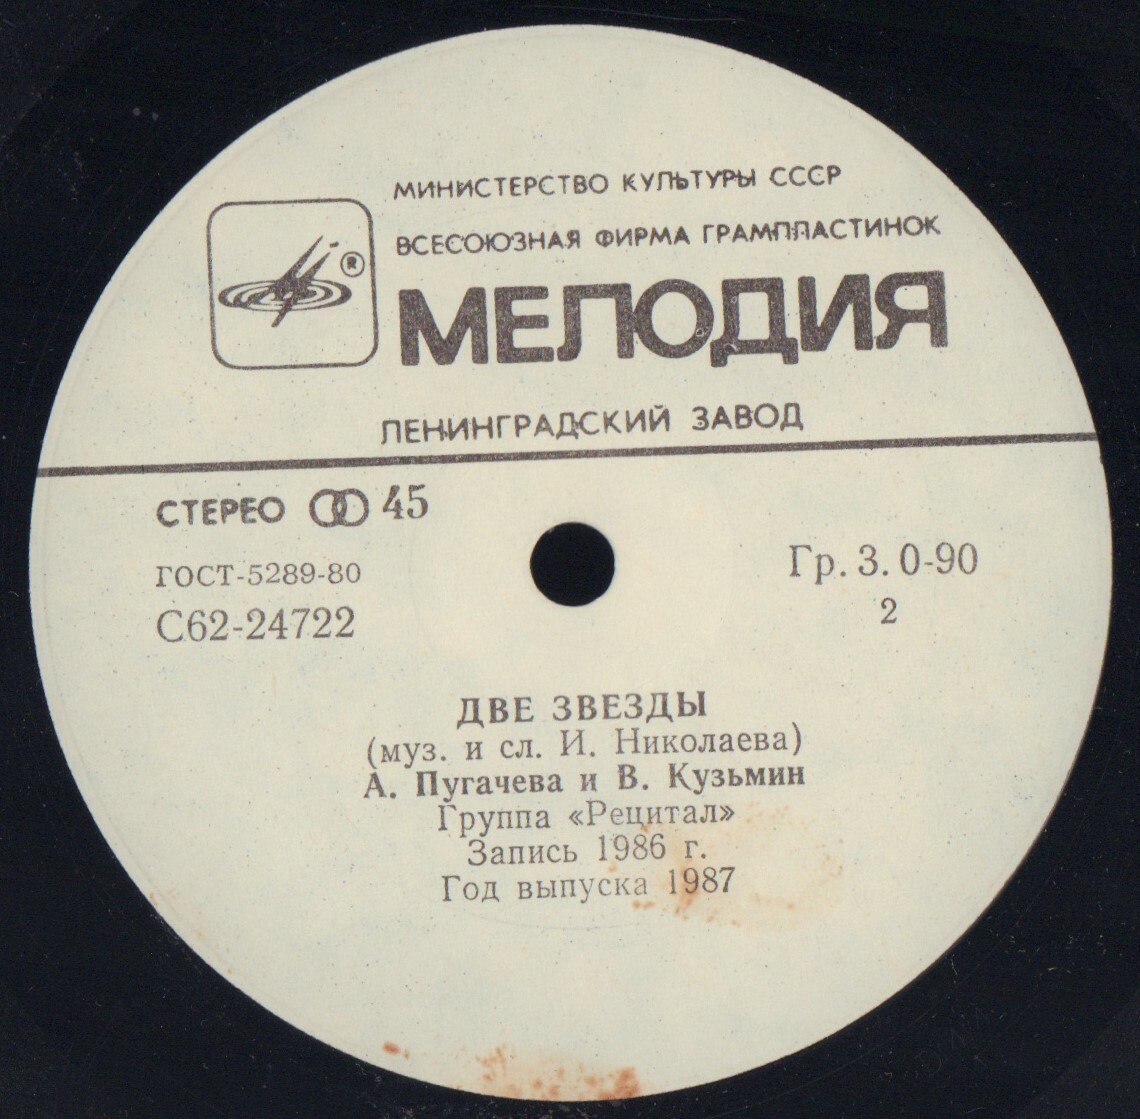 МИНИСТЕРСТВО КУЛЬТУРЫ СССР
ВСЕСОЮЗНАЯ ФИРМА ГРАМПЛАСТИНОК
®
МЕЛОДИЯ
ЛЕНИНГРАДСКИЙ ЗАВОД
СТЕРЕО 45
ГОСТ-5289-80
С62-24722
Гр. 3. 0-90
2
ДВЕ ЗВЕЗДЫ
(муз. и сл. И. Николаева)
А. Пугачева и В. Кузьмин
Группа «Рецитал»
Запись 1986 г.
Год выпуска 1987